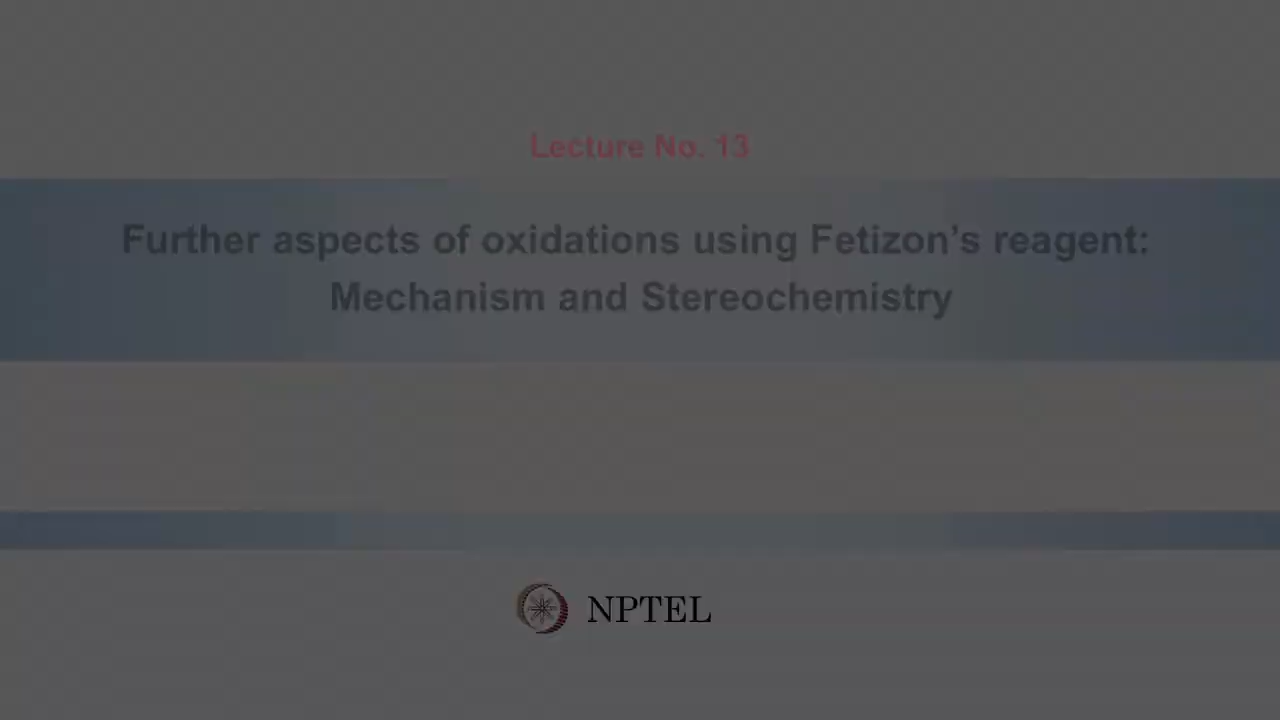 Lecture No. 13
Further aspects of oxidations using Fetizon’s reagent:
Mechanism and Stereochemistry
NPTEL